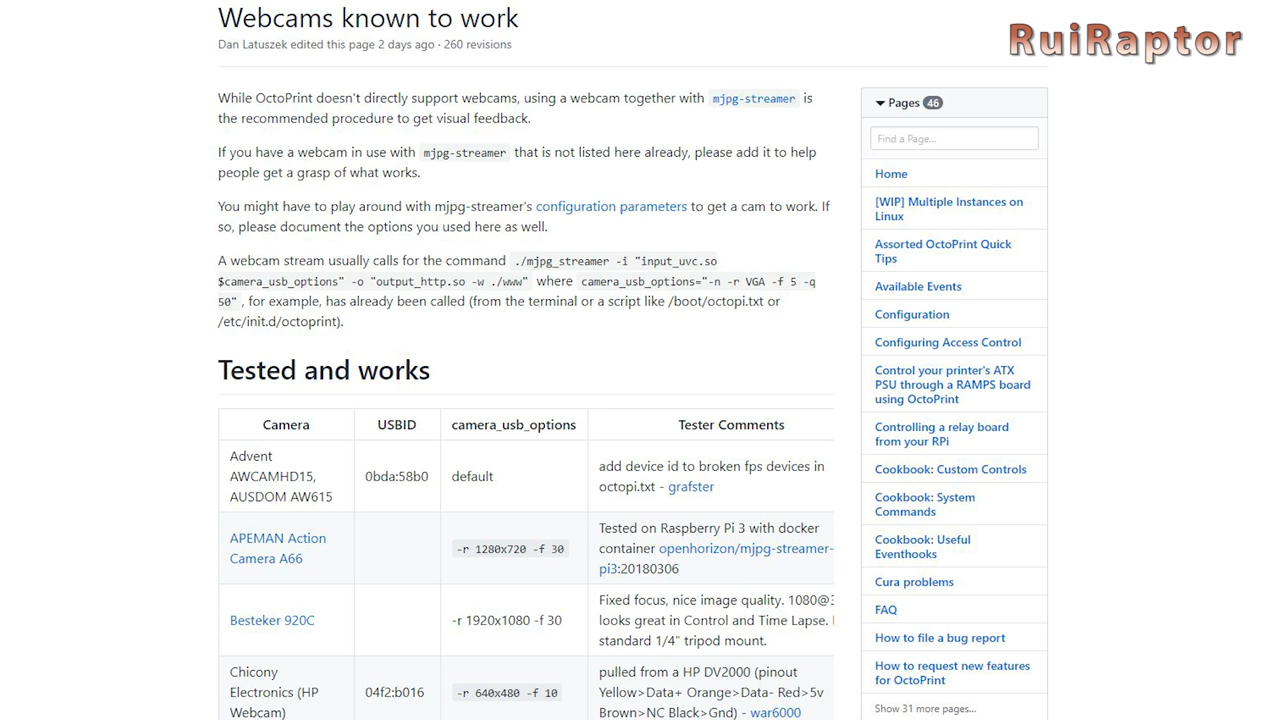 Webcams known to work
Dan Latuszek edited this page 2 days ago · 260 revisions
RuiRaptor
While OctoPrint doesn't directly support webcams, using a webcam together with mjpg-streamer is
the recommended procedure to get visual feedback.
If you have a webcam in use with mjpg-streamer that is not listed here already, please add it to help
people get a grasp of what works.
You might have to play around with mjpg-streamer's configuration parameters to get a cam to work. If
so, please document the options you used here as well.
A webcam stream usually calls for the command ./mjpg_streamer -i "input_uvc.so
$camera_usb_options" -o "output_http.so -w ./www" where camera_usb_options="-n -r VGA -f 5 -q
50" , for example, has already been called (from the terminal or a script like /boot/octopi.txt or
/etc/init.d/octoprint).
Tested and works
Camera USBID camera_usb_options Tester Comments
Advent
AWCAMHD15,
AUSDOM AW615
0bda:58b0
default
add device id to broken fps devices in
octopi.txt - grafster
APEMAN Action
Camera A66
-r 1280x720 -f 30
Tested on Raspberry Pi 3 with docker
container openhorizon/mjpg-streamer-
pi3:20180306
Besteker 920C
-r 1920x1080 -f 30
Fixed focus, nice image quality. 1080@3
looks great in Control and Time Lapse.
standard 1/4" tripod mount.
Chicony
Electronics (HP
Webcam)
04f2:b016
-r 640x480 -f 10
pulled from a HP DV2000 (pinout
Yellow>Data+ Orange>Data- Red>5v
Brown>NC Black>Gnd) - war6000
Pages 46
Find a Page...
Home
[WIP] Multiple Instances on
Linux
Assorted OctoPrint Quick
Tips
Available Events
Configuration
Configuring Access Control
Control your printer's ATX
PSU through a RAMPS board
using OctoPrint
Controlling a relay board
from your RPi
Cookbook: Custom Controls
Cookbook: System
Commands
Cookbook: Useful
Eventhooks
Cura problems
FAQ
How to file a bug report
How to request new features
for OctoPrint
Show 31 more pages...